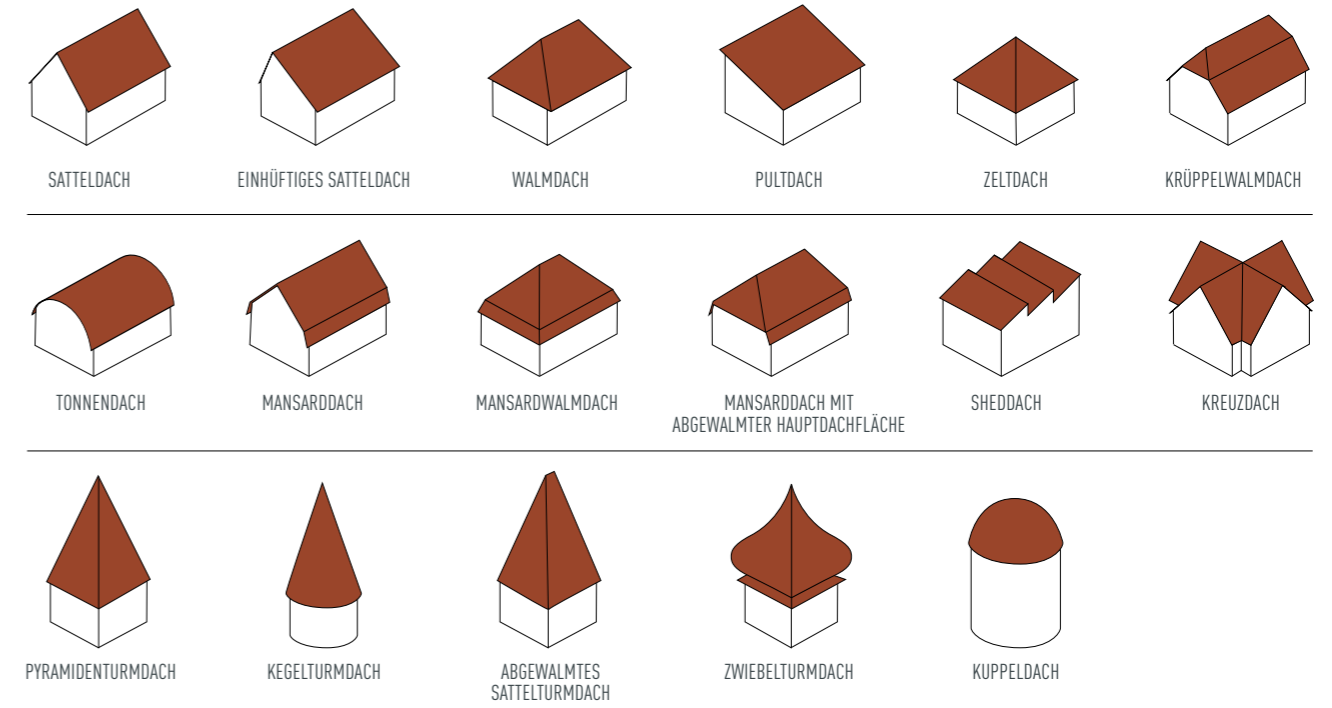 SATTELDACH
EINHÜFTIGES SATTELDACH
WALMDACH
PULTDACH
ZELTDACH
KRÜPPELWALMDACH
TONNENDACH
MANSARDDACH
MANSARDWALMDACH
MANSARDDACH MIT
ABGEWALMTER HAUPTDACHFLÄCHE
SHEDDACH
KREUZDACH
PYRAMIDENTURMDACH
KEGELTURMDACH
ABGEWALMTES
SATTELTURMDACH
ZWIEBELTURMDACH
KUPPELDACH